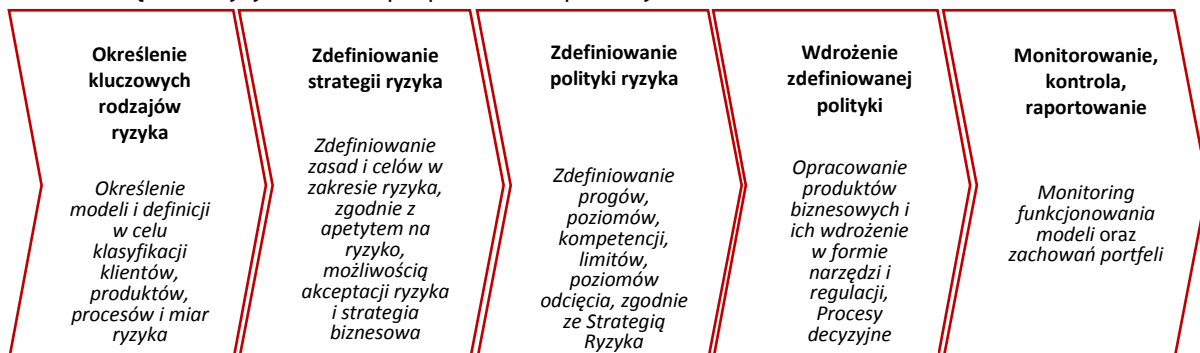 Określenie
kluczowych
rodzajów
ryzyka
Określenie
modeli i definicji
w celu
klasyfikacji
klientów,
produktów,
procesów i miar
ryzyka
Zdefiniowanie
strategii ryzyka
Zdefiniowanie
zasad i celów w
zakresie ryzyka,
zgodnie z
apetytem na
ryzyko,
możliwością
akceptacji ryzyka
i strategia
biznesowa
Zdefiniowanie
polityki ryzyka
Zdefiniowanie
progów,
poziomów,
kompetencji,
limitów,
poziomów
odcięcia, zgodnie
ze Strategią
Ryzyka
Wdrożenie
zdefiniowanej
polityki
Opracowanie
produktów
biznesowych i
ich wdrożenie
w formie
narzędzi i
regulacji,
Procesy
decyzyjne
Monitorowanie,
kontrola,
raportowanie
Monitoring
funkcjonowania
modeli oraz
zachowań portfeli